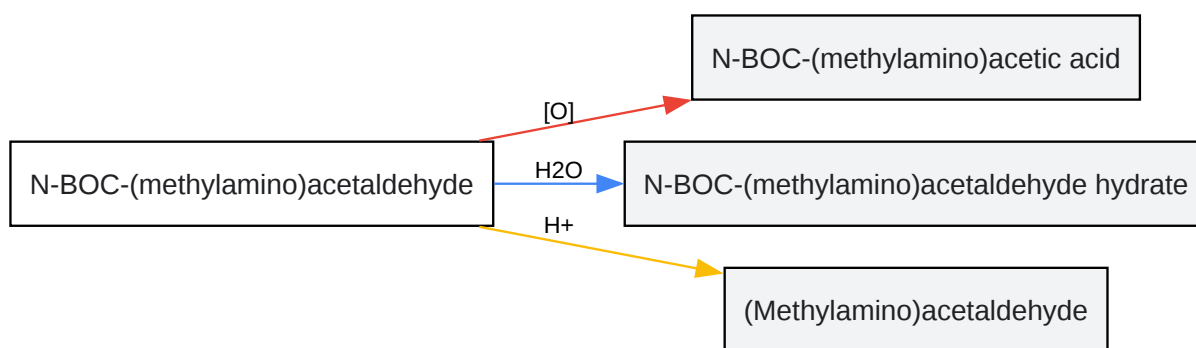 N-BOC-(methylamino)acetic acid
[O]
N-BOC-(methylamino)acetaldehyde
H2O
N-BOC-(methylamino)acetaldehyde hydrate
H+
(Methylamino)acetaldehyde